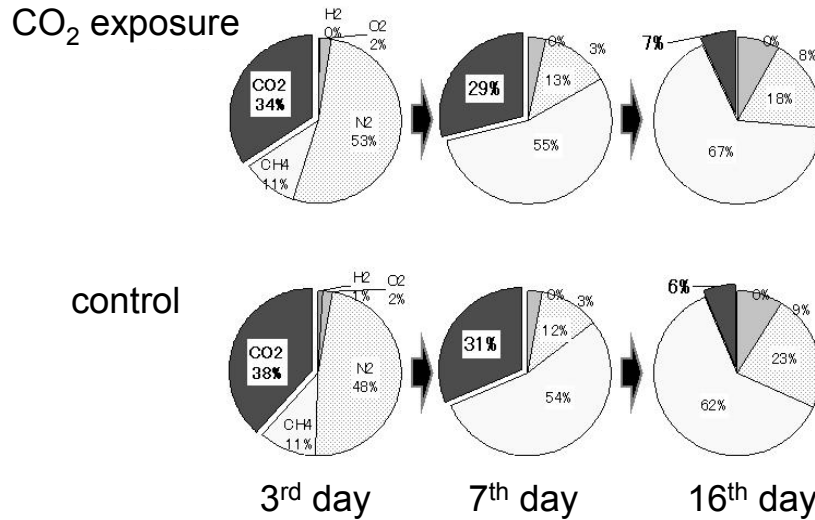 CO₂ exposure
H2
0%
O2
2%
CO2
34%
N2
53%
CH4
11%
0%
3%
13%
29%
55%
7%
0%
8%
18%
67%
control
H2
1%
O2
2%
CO2
38%
N2
48%
CH4
11%
0%
3%
12%
31%
54%
6%
0%
9%
23%
62%
3rd day
7th day
16th day